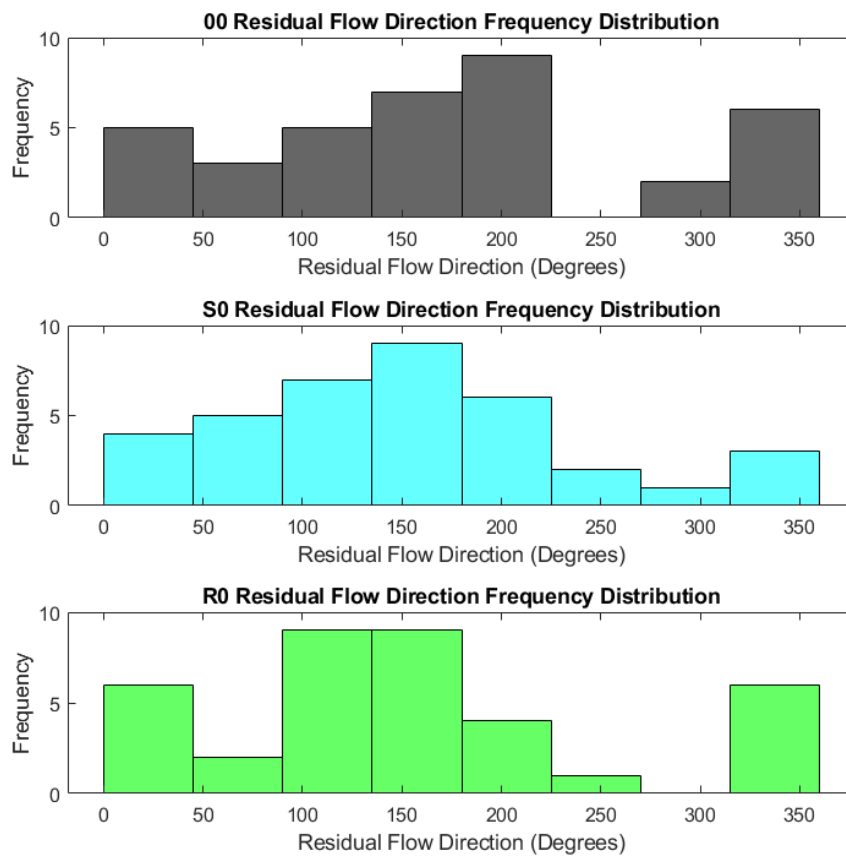 00 Residual Flow Direction Frequency Distribution
10
5
0
Frequency
0 50 100 150 200 250 300 350
Residual Flow Direction (Degrees)
S0 Residual Flow Direction Frequency Distribution
10
5
0
Frequency
0 50 100 150 200 250 300 350
Residual Flow Direction (Degrees)
R0 Residual Flow Direction Frequency Distribution
10
5
0
Frequency
0 50 100 150 200 250 300 350
Residual Flow Direction (Degrees)